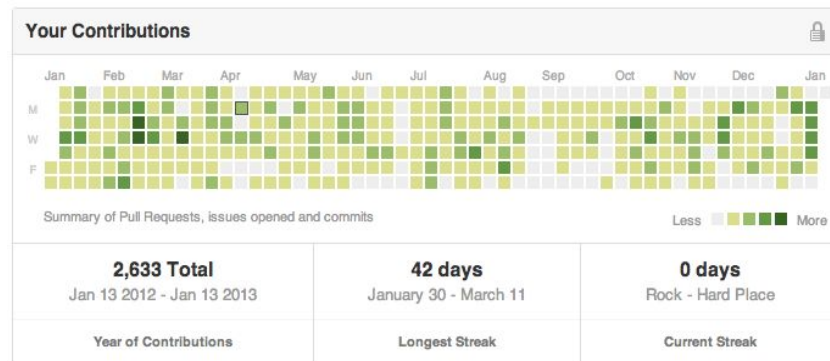 Your Contributions
Jan Feb Mar Apr May Jun Jul Aug Sep Oct Nov Dec Jan
M
W
F
Summary of Pull Requests, issues opened and commits
Less More
2,633 Total 42 days 0 days
Jan 13 2012 - Jan 13 2013 January 30 - March 11 Rock - Hard Place
Year of Contributions Longest Streak Current Streak